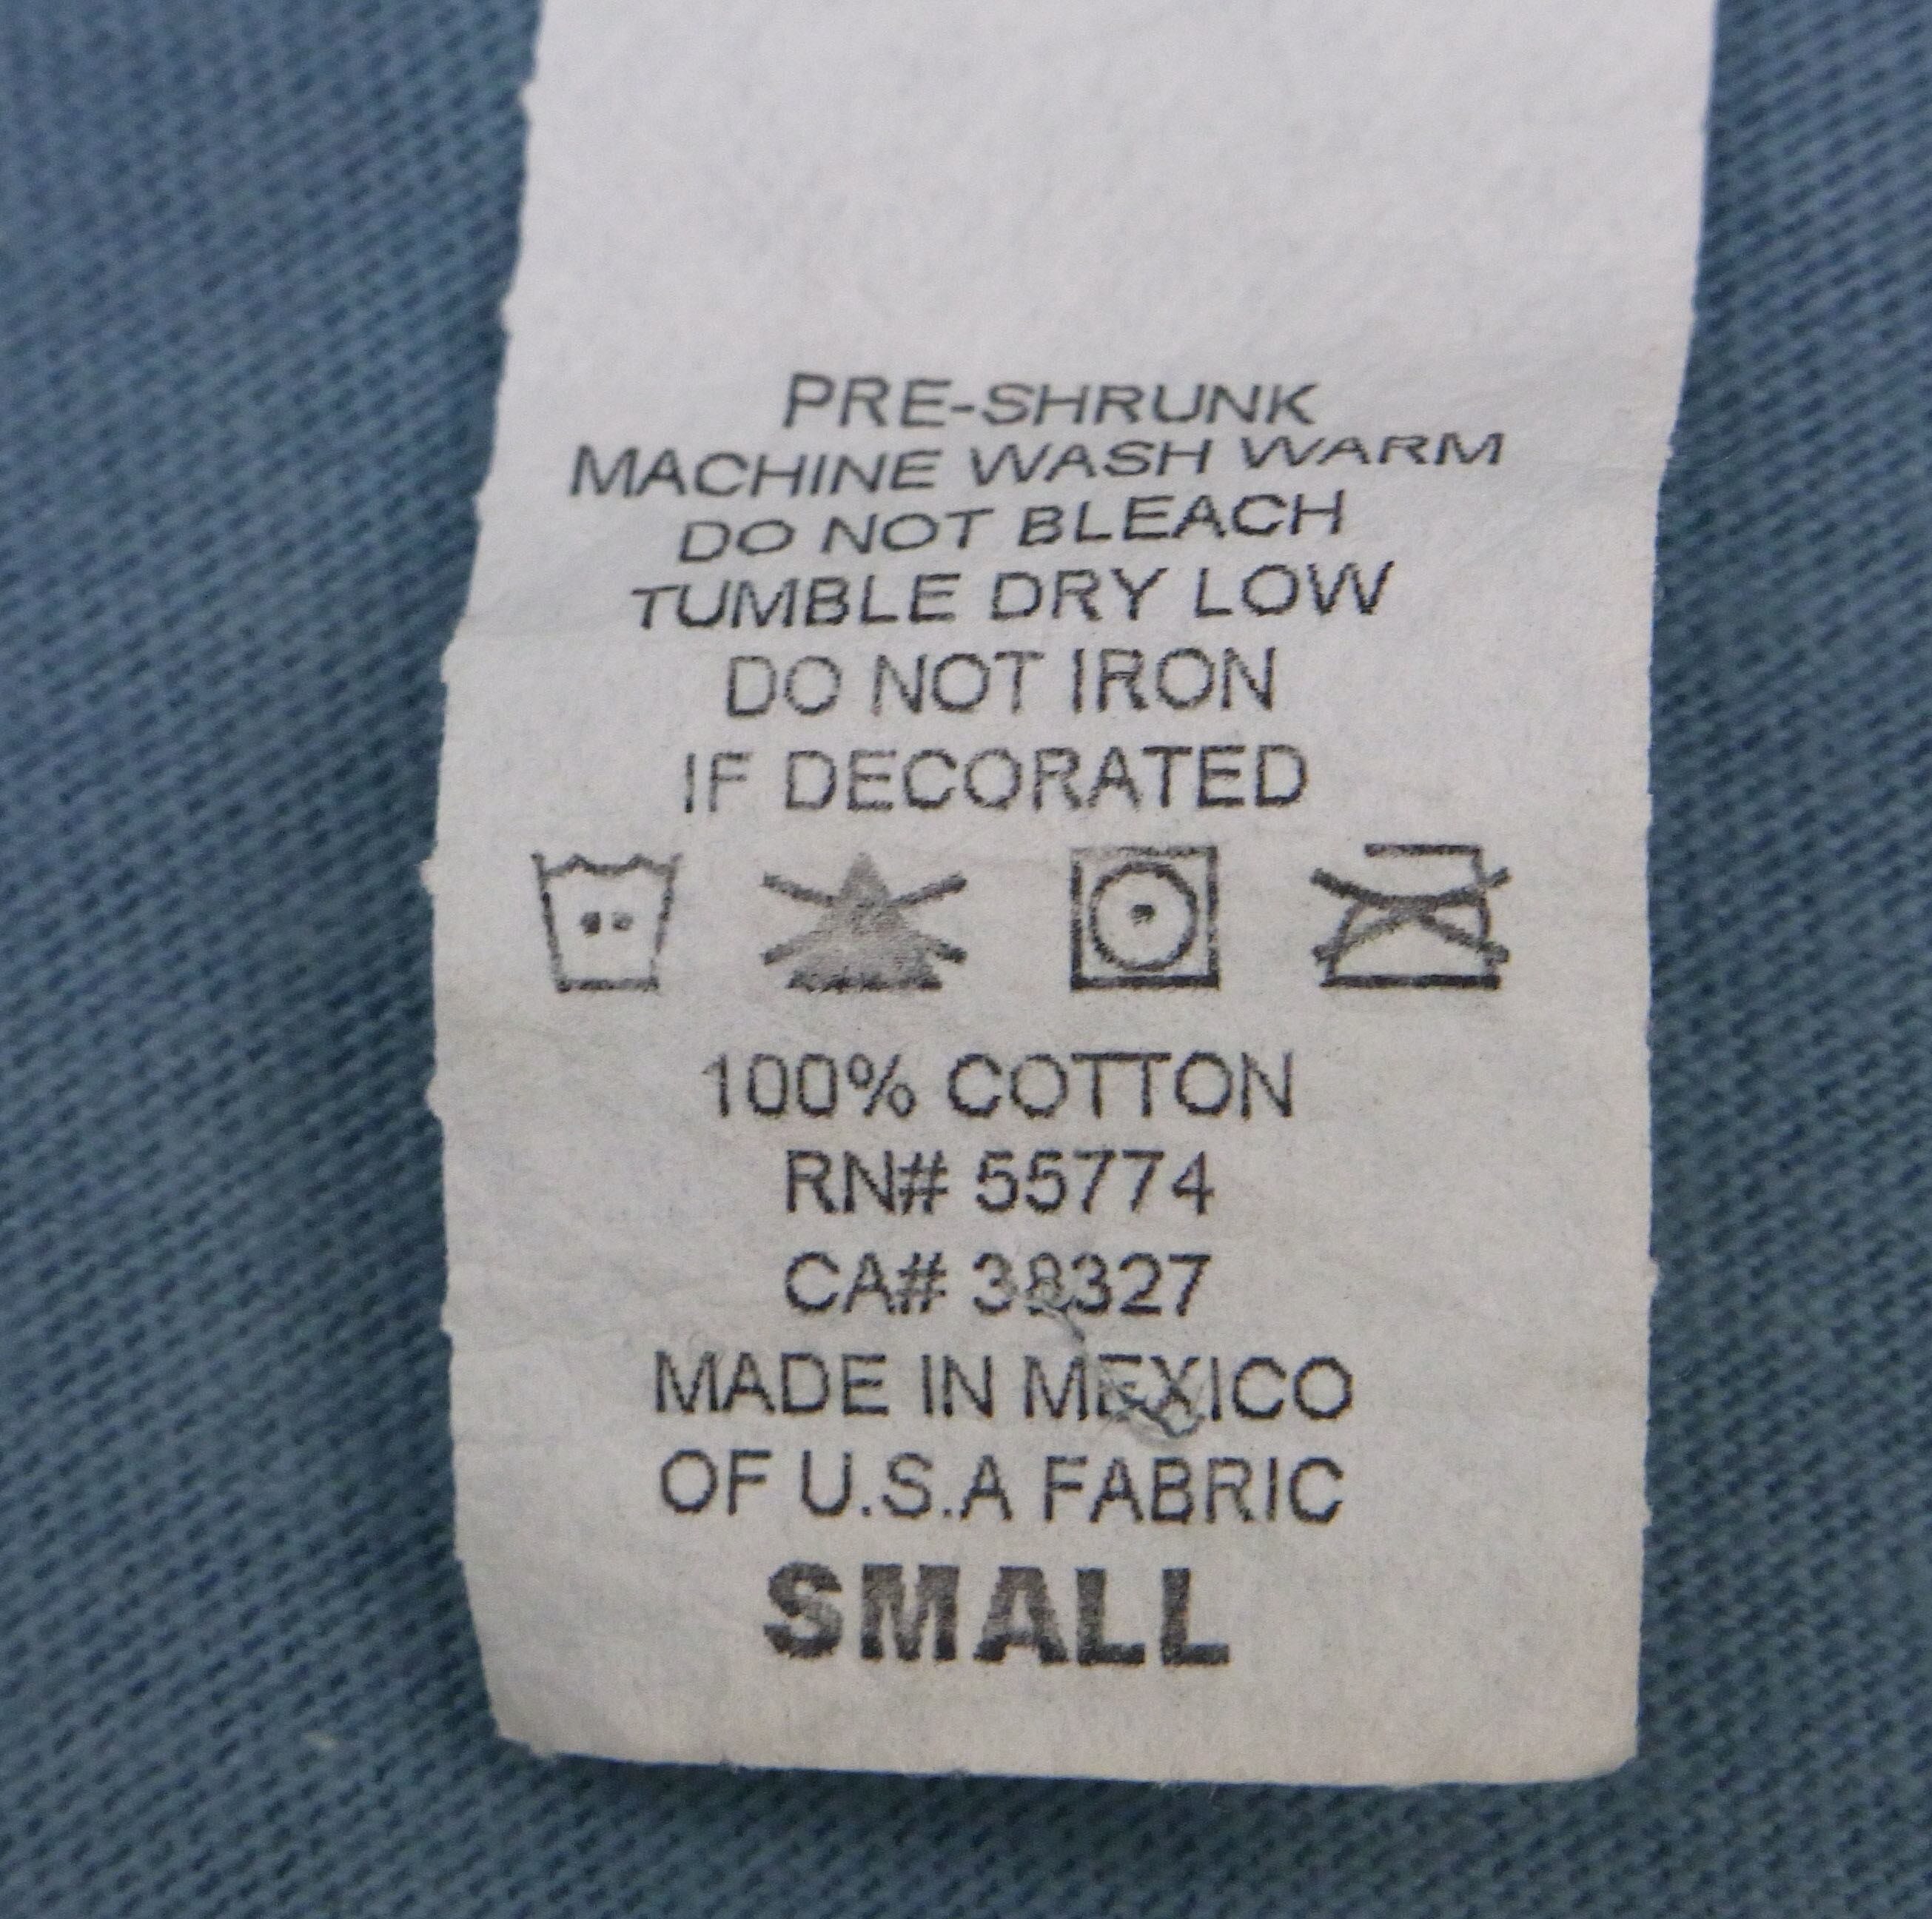 PRE-SHRUNK
MACHINE WASH WARM
DO NOT BLEACH
TUMBLE DRY LOW
DO NOT IRON
IF DECORATED
100% COTTON
RN# 55774
CA# 38327
MADE IN MEXICO
OF U.S.A FABRIC
SMALL